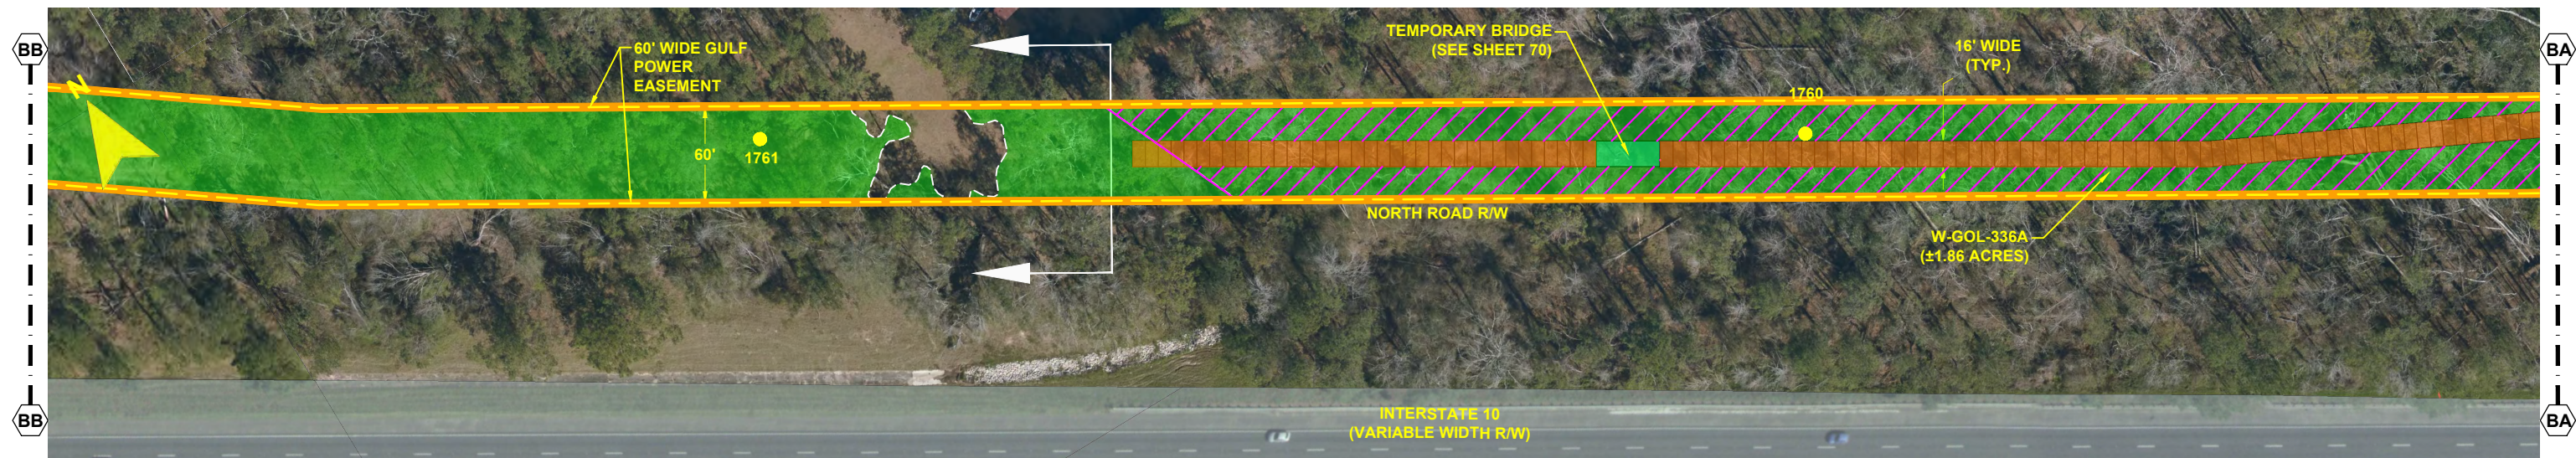 BB
BA
N
60' WIDE GULF
POWER
EASEMENT
60'
1761
TEMPORARY BRIDGE
(SEE SHEET 70)
1760
16' WIDE
(TYP.)
NORTH ROAD R/W
W-GOL-336A
(±1.86 ACRES)
INTERSTATE 10
(VARIABLE WIDTH R/W)
BB
BA